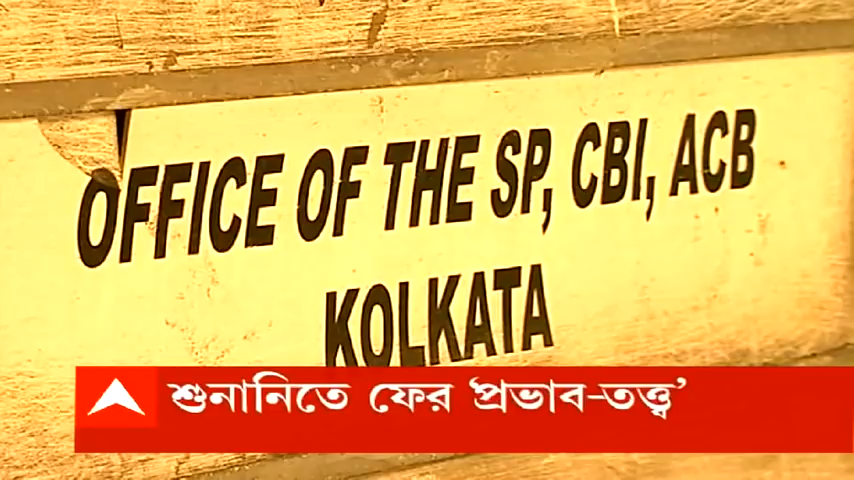 OFFICE OF THE SP, CBI, ACB
KOLKATA
শুনানিতে ফের ‘প্রভাব-তত্ত্ব’